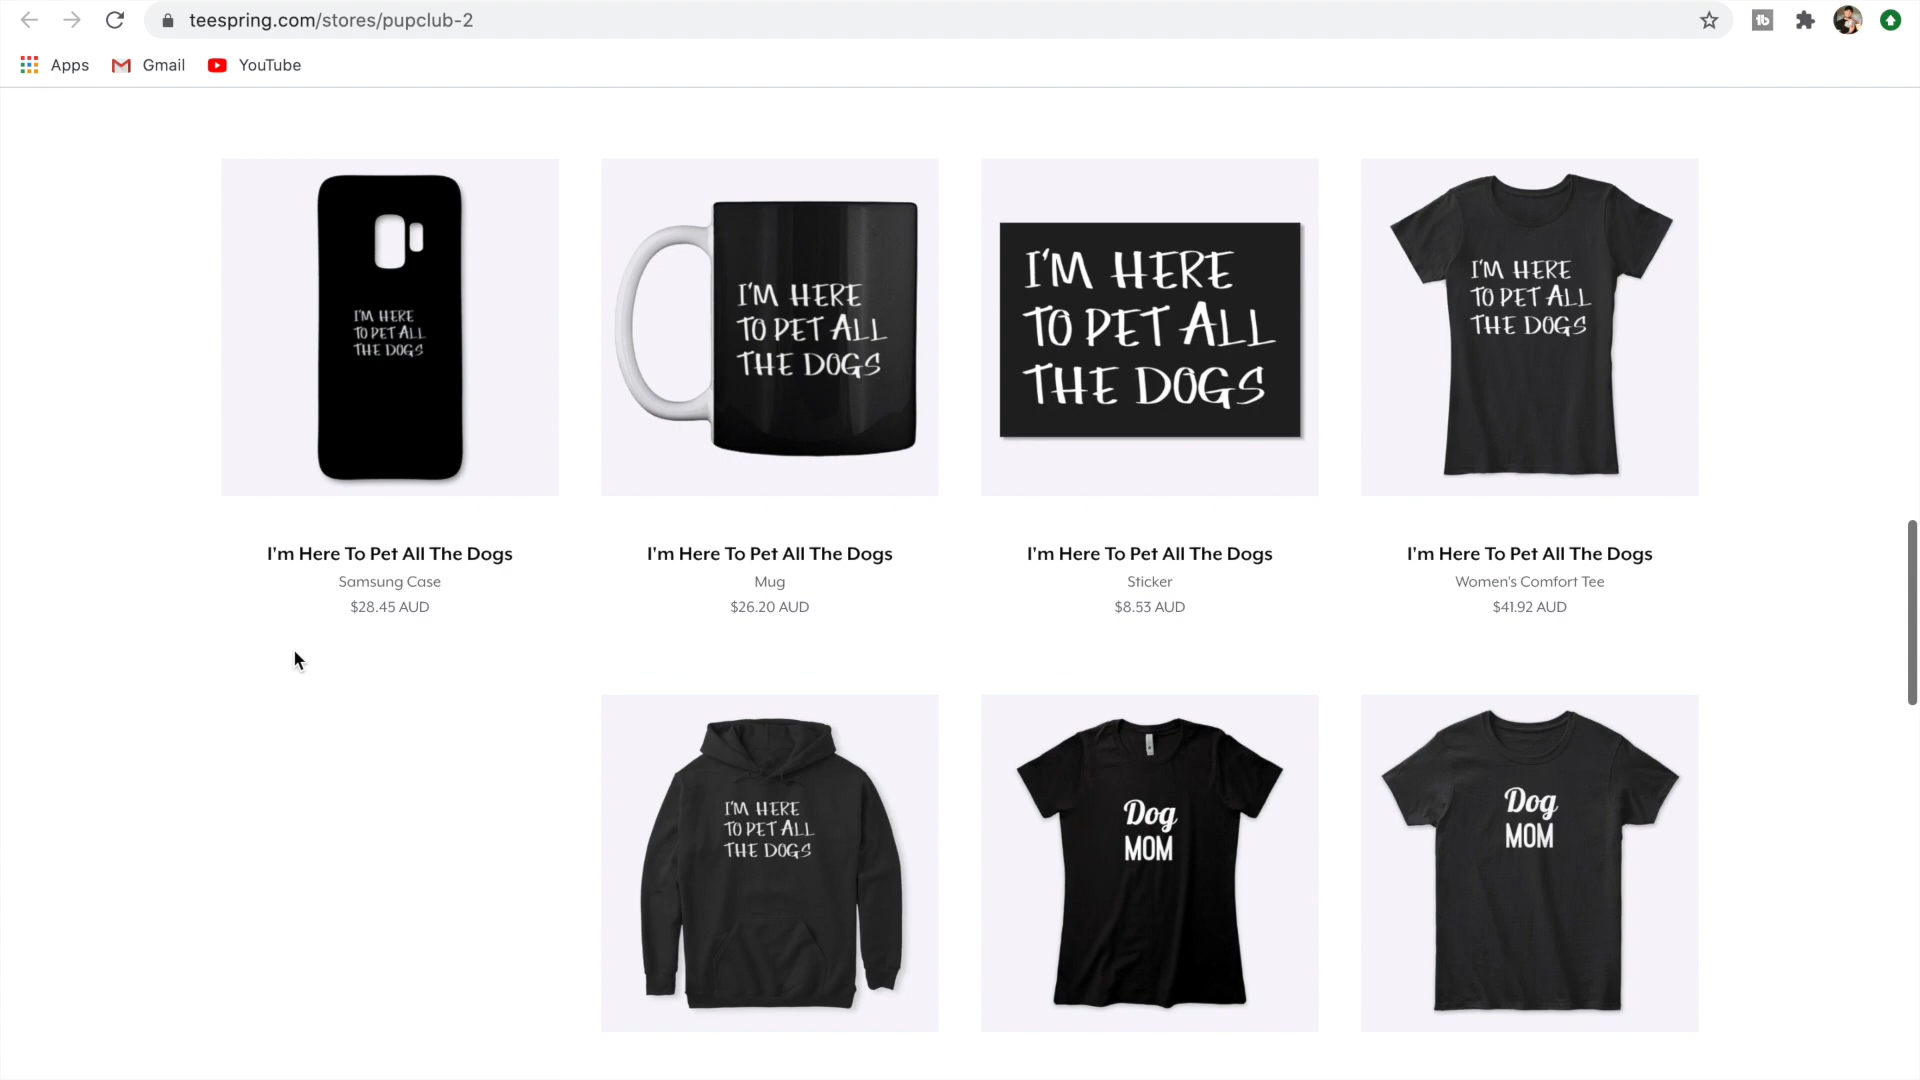 teespring.com/stores/pupclub-2
Apps Gmail YouTube
I'M HERE
TO PET ALL
THE DOGS
I'M HERE
TO PET ALL
THE DOGS
I'M HERE
TO PET ALL
THE DOGS
I'M HERE
TO PET ALL
THE DOGS
I'm Here To Pet All The Dogs
Samsung Case
$28.45 AUD
I'm Here To Pet All The Dogs
Mug
$26.20 AUD
I'm Here To Pet All The Dogs
Sticker
$8.53 AUD
I'm Here To Pet All The Dogs
Women's Comfort Tee
$41.92 AUD
I'M HERE
TO PET ALL
THE DOGS
Dog
MOM
Dog
MOM